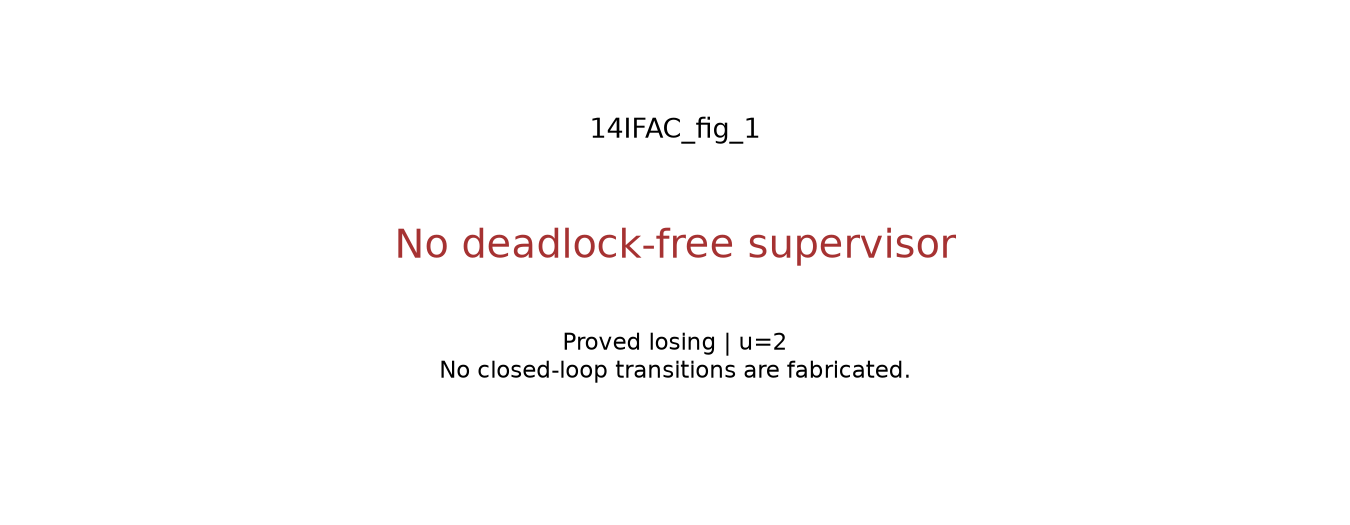 14IFAC_fig_1
No deadlock-free supervisor
Proved losing | u=2
No closed-loop transitions are fabricated.